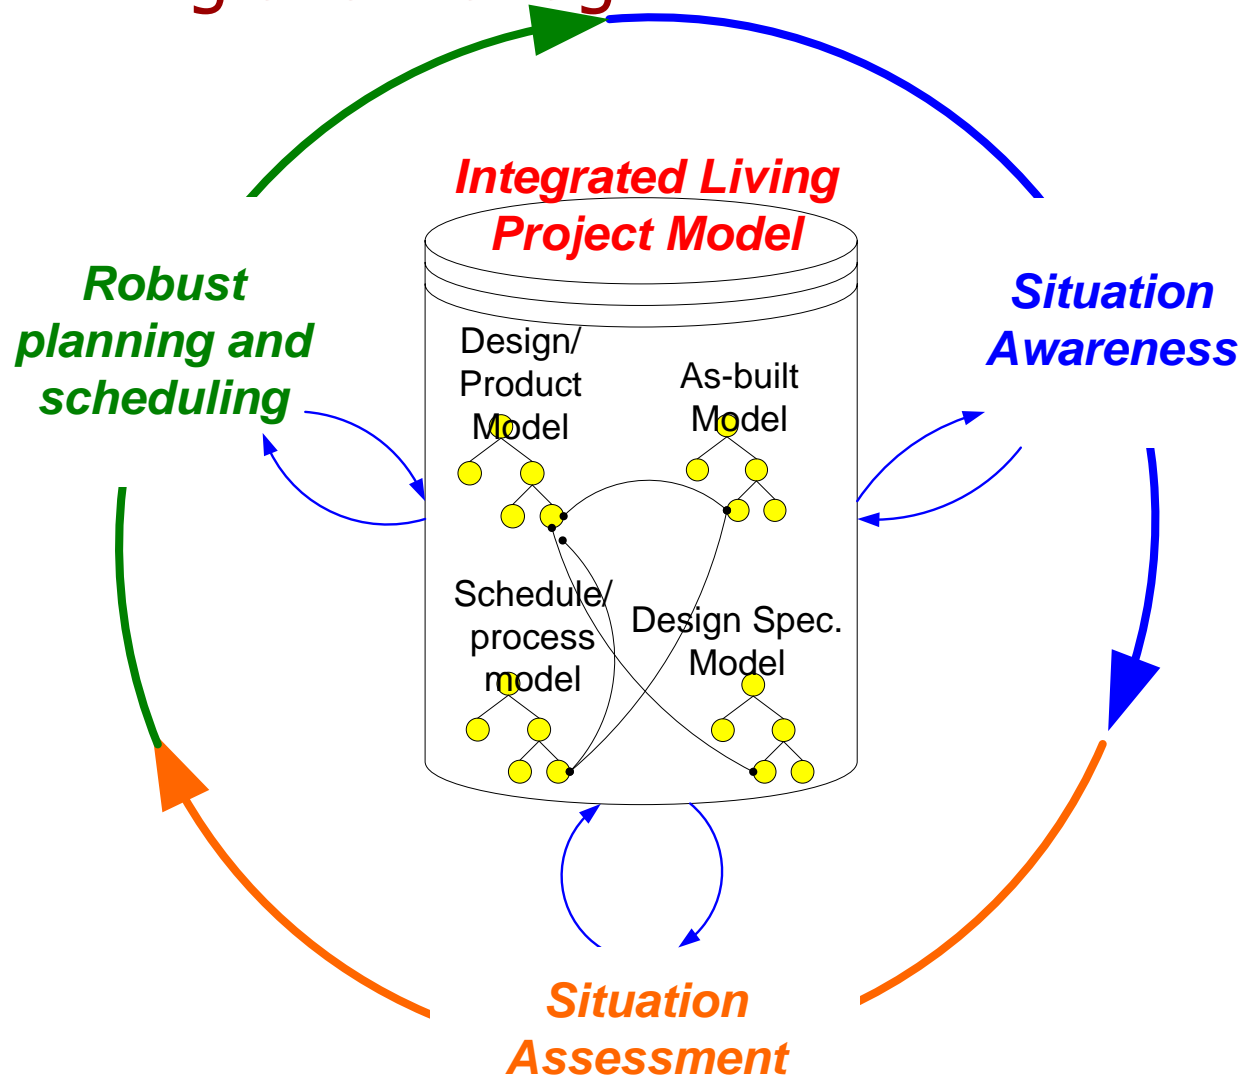 Integrated Living
Project Model
Robust
planning and
scheduling
Situation
Awareness
Design/
Product
Model
As-built
Model
Schedule/
process
model
Design Spec.
Model
Situation
Assessment